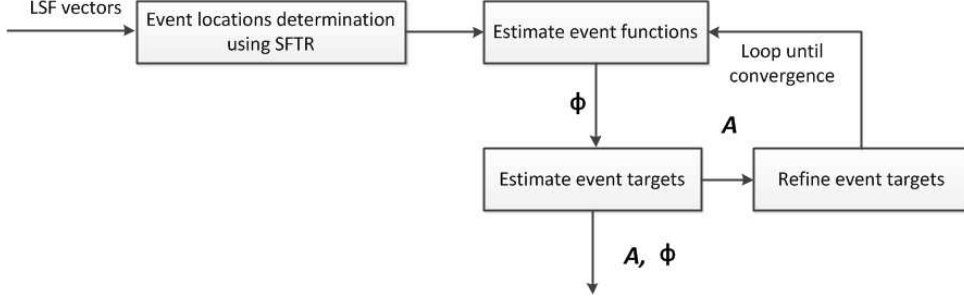 LSF vectors
Event locations determination
using SFTR
Estimate event functions
Loop until
convergence
ϕ
A
Estimate event targets
Refine event targets
A, ϕ